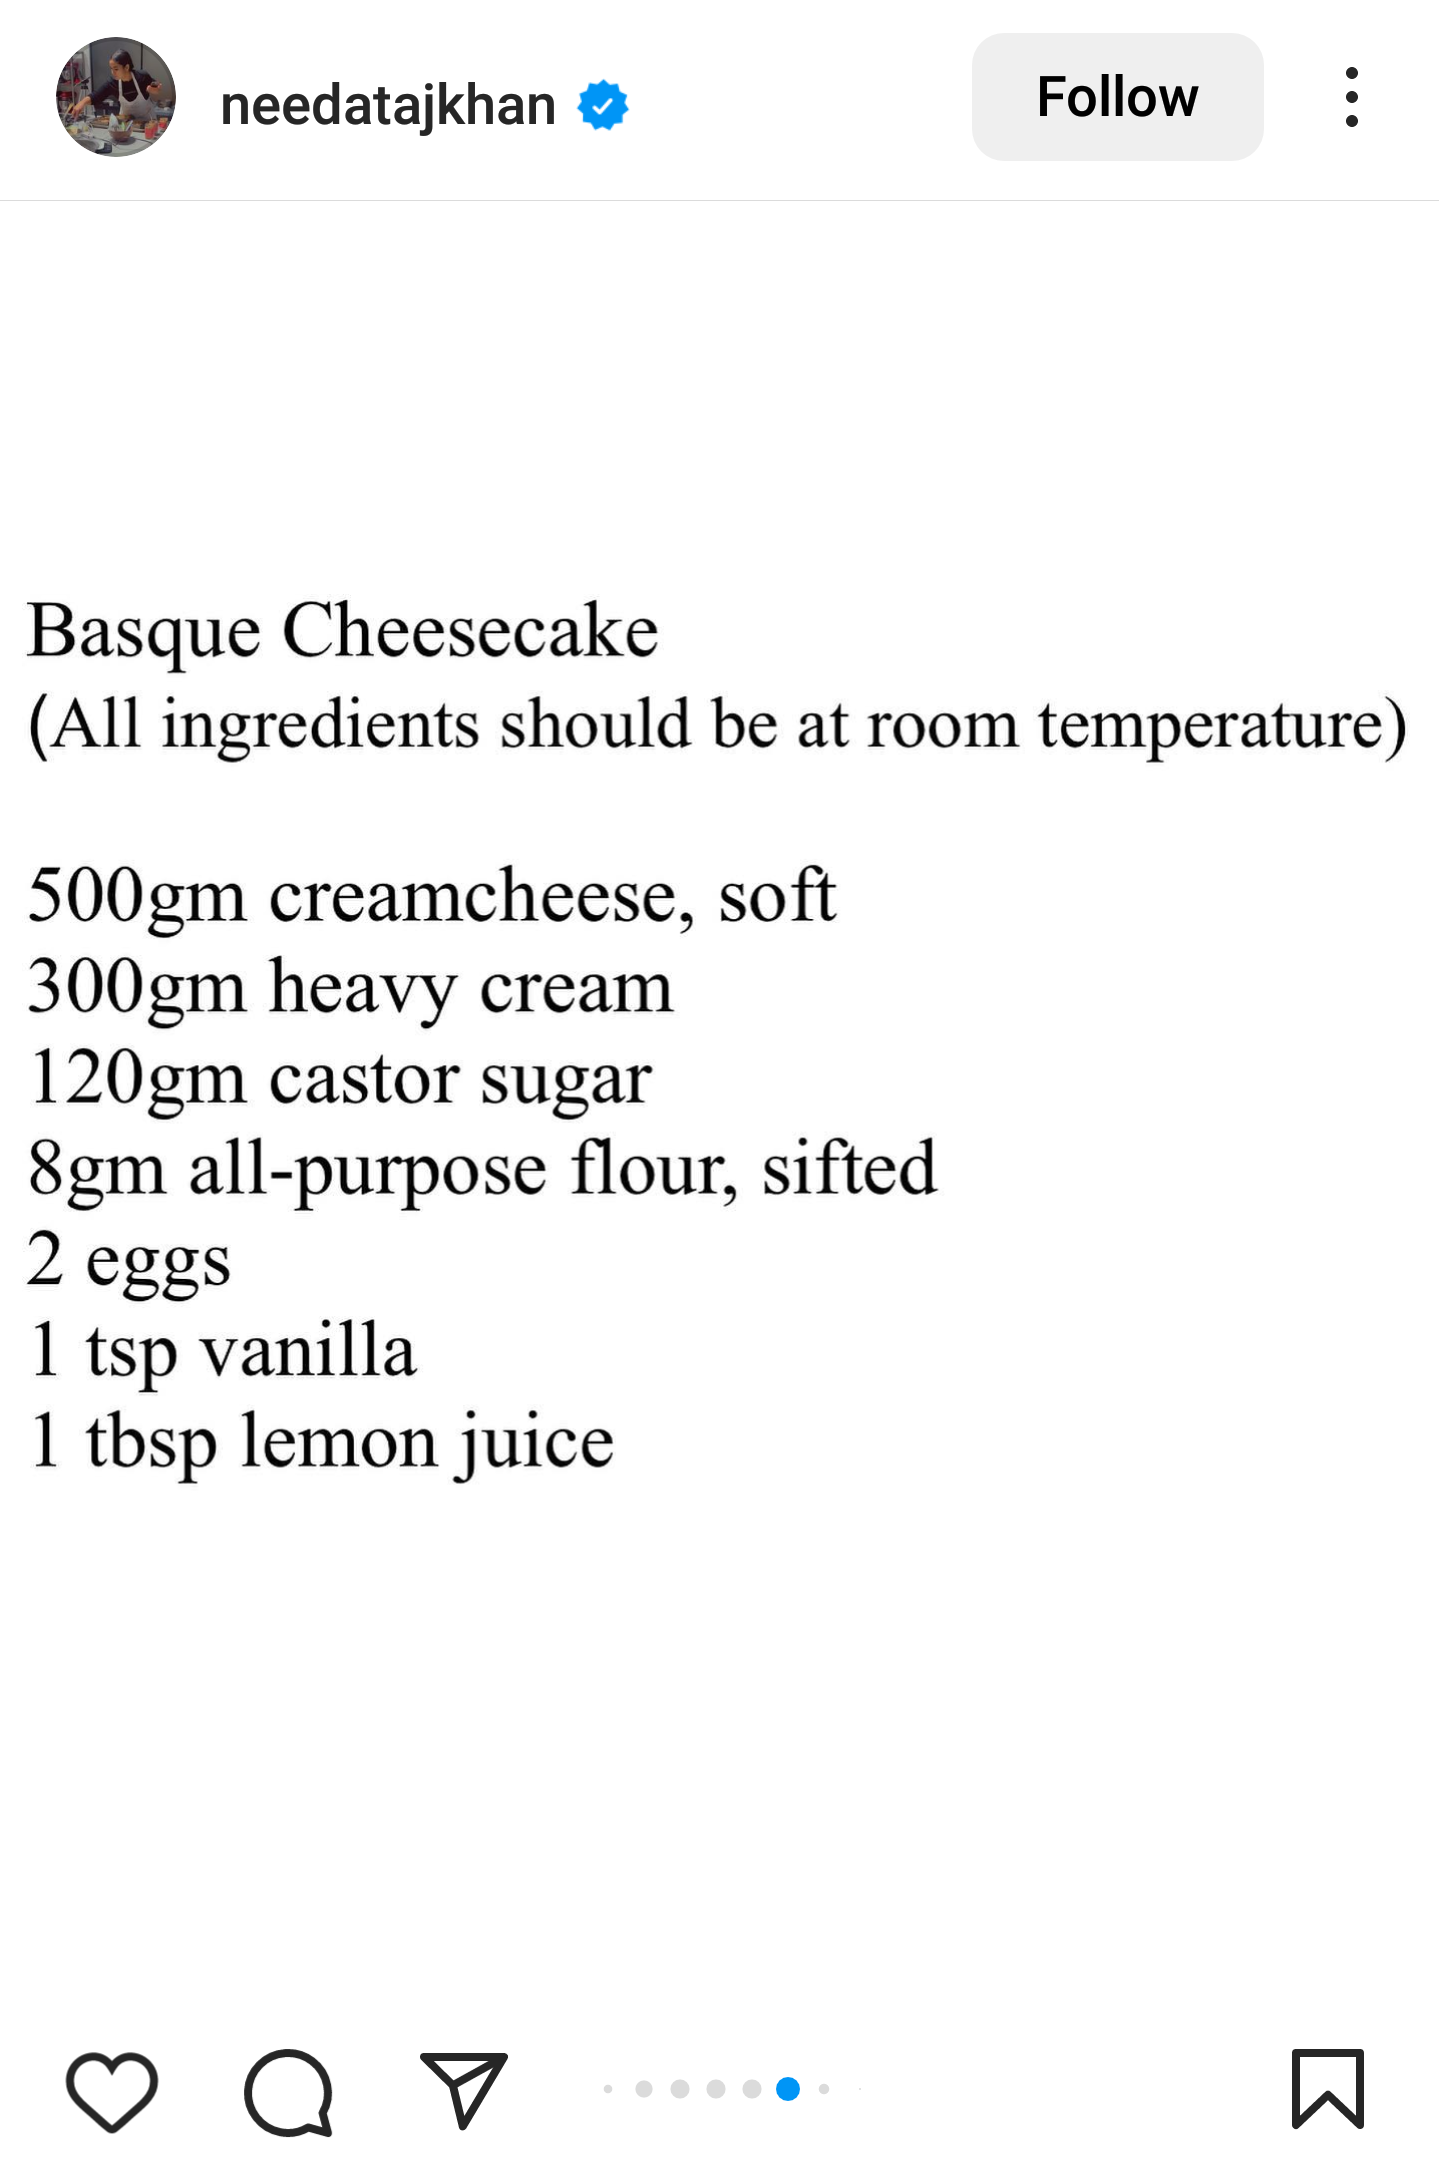 needatajkhan
Follow
Basque Cheesecake
(All ingredients should be at room temperature)
500gm creamcheese, soft
300gm heavy cream
120gm castor sugar
8gm all-purpose flour, sifted
2 eggs
1 tsp vanilla
1 tbsp lemon juice